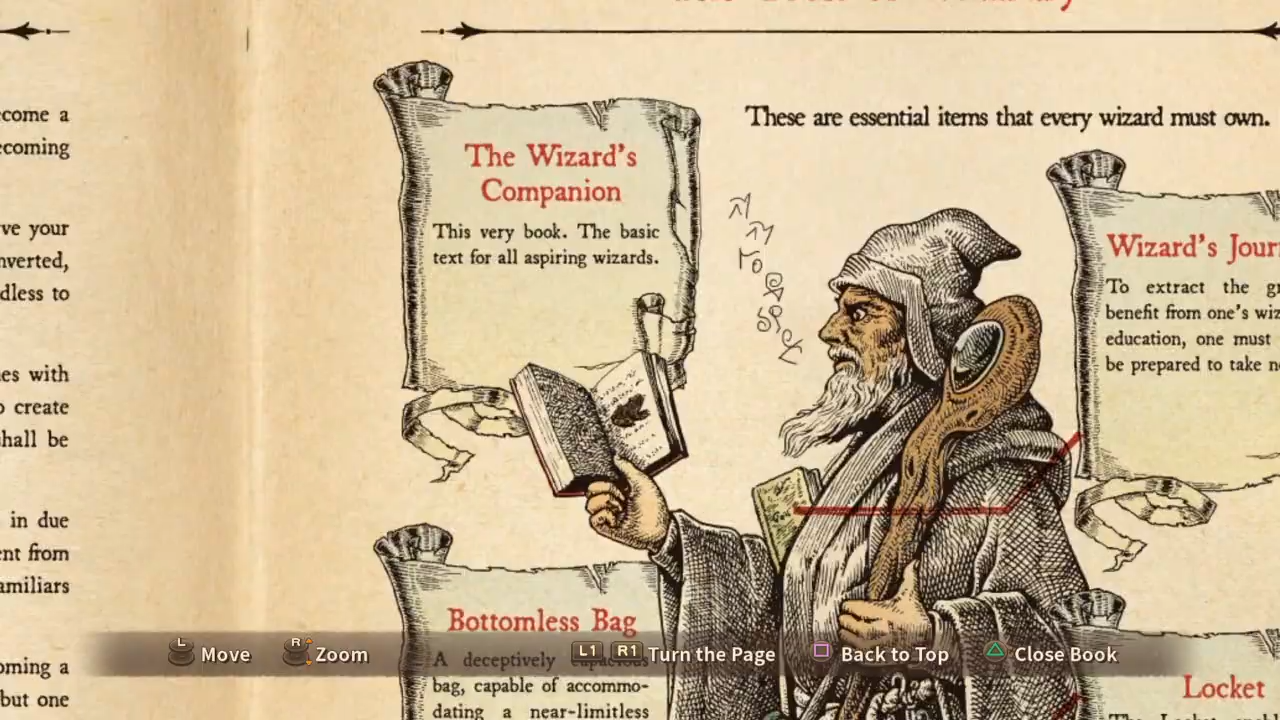 ecome a
ecoming
ve your
nverted,
dless to
es with
o create
hall be
in due
ent from
amiliars
oming a
but one
These are essential items that every wizard must own.
The Wizard's
Companion
This very book. The basic
text for all aspiring wizards.
Wizard's Jour
To extract the g
benefit from one's wiz
education, one must
be prepared to take n
Bottomless Bag
A deceptively capacious
bag, capable of accommo-
dating a near-limitless
Locket
L Move R Zoom L1 R1 Turn the Page Back to Top Close Book